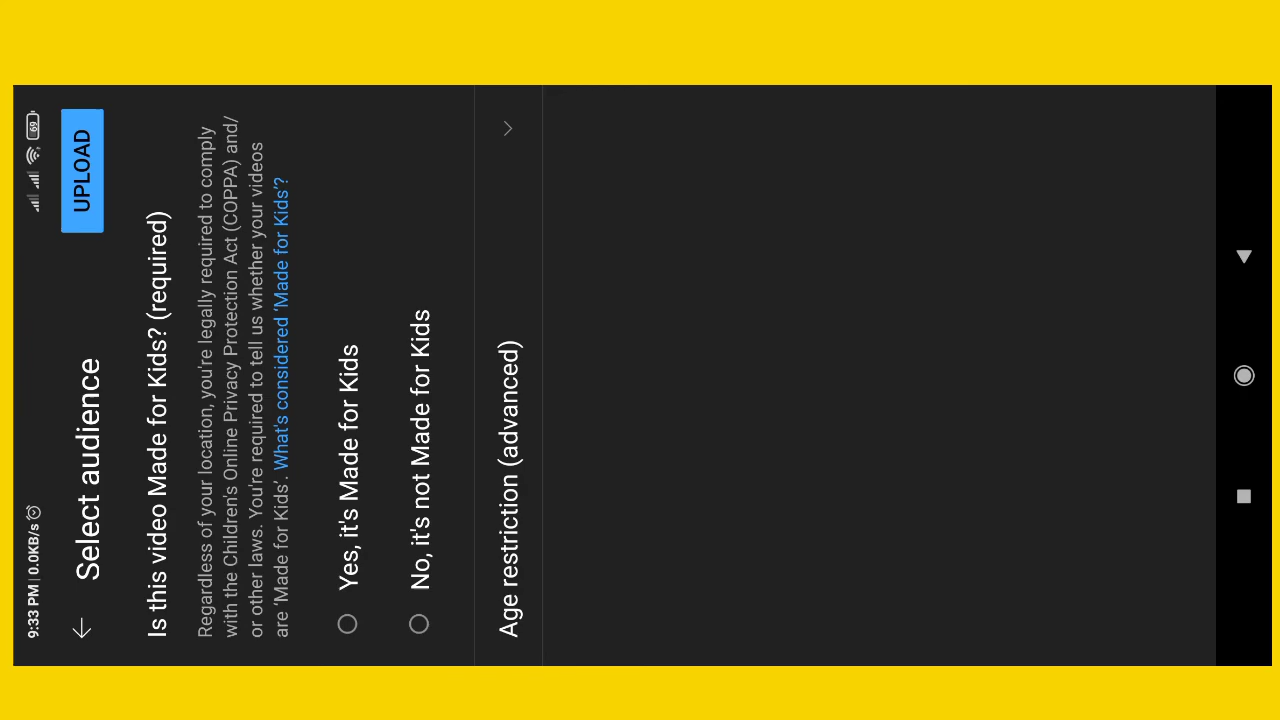 9:33 PM | 0.0KB/s
69
Select audience
UPLOAD
Is this video Made for Kids? (required)
Regardless of your location, you're legally required to comply
with the Children's Online Privacy Protection Act (COPPA) and/
or other laws. You're required to tell us whether your videos
are 'Made for Kids'. What's considered 'Made for Kids'?
Yes, it's Made for Kids
No, it's not Made for Kids
Age restriction (advanced)